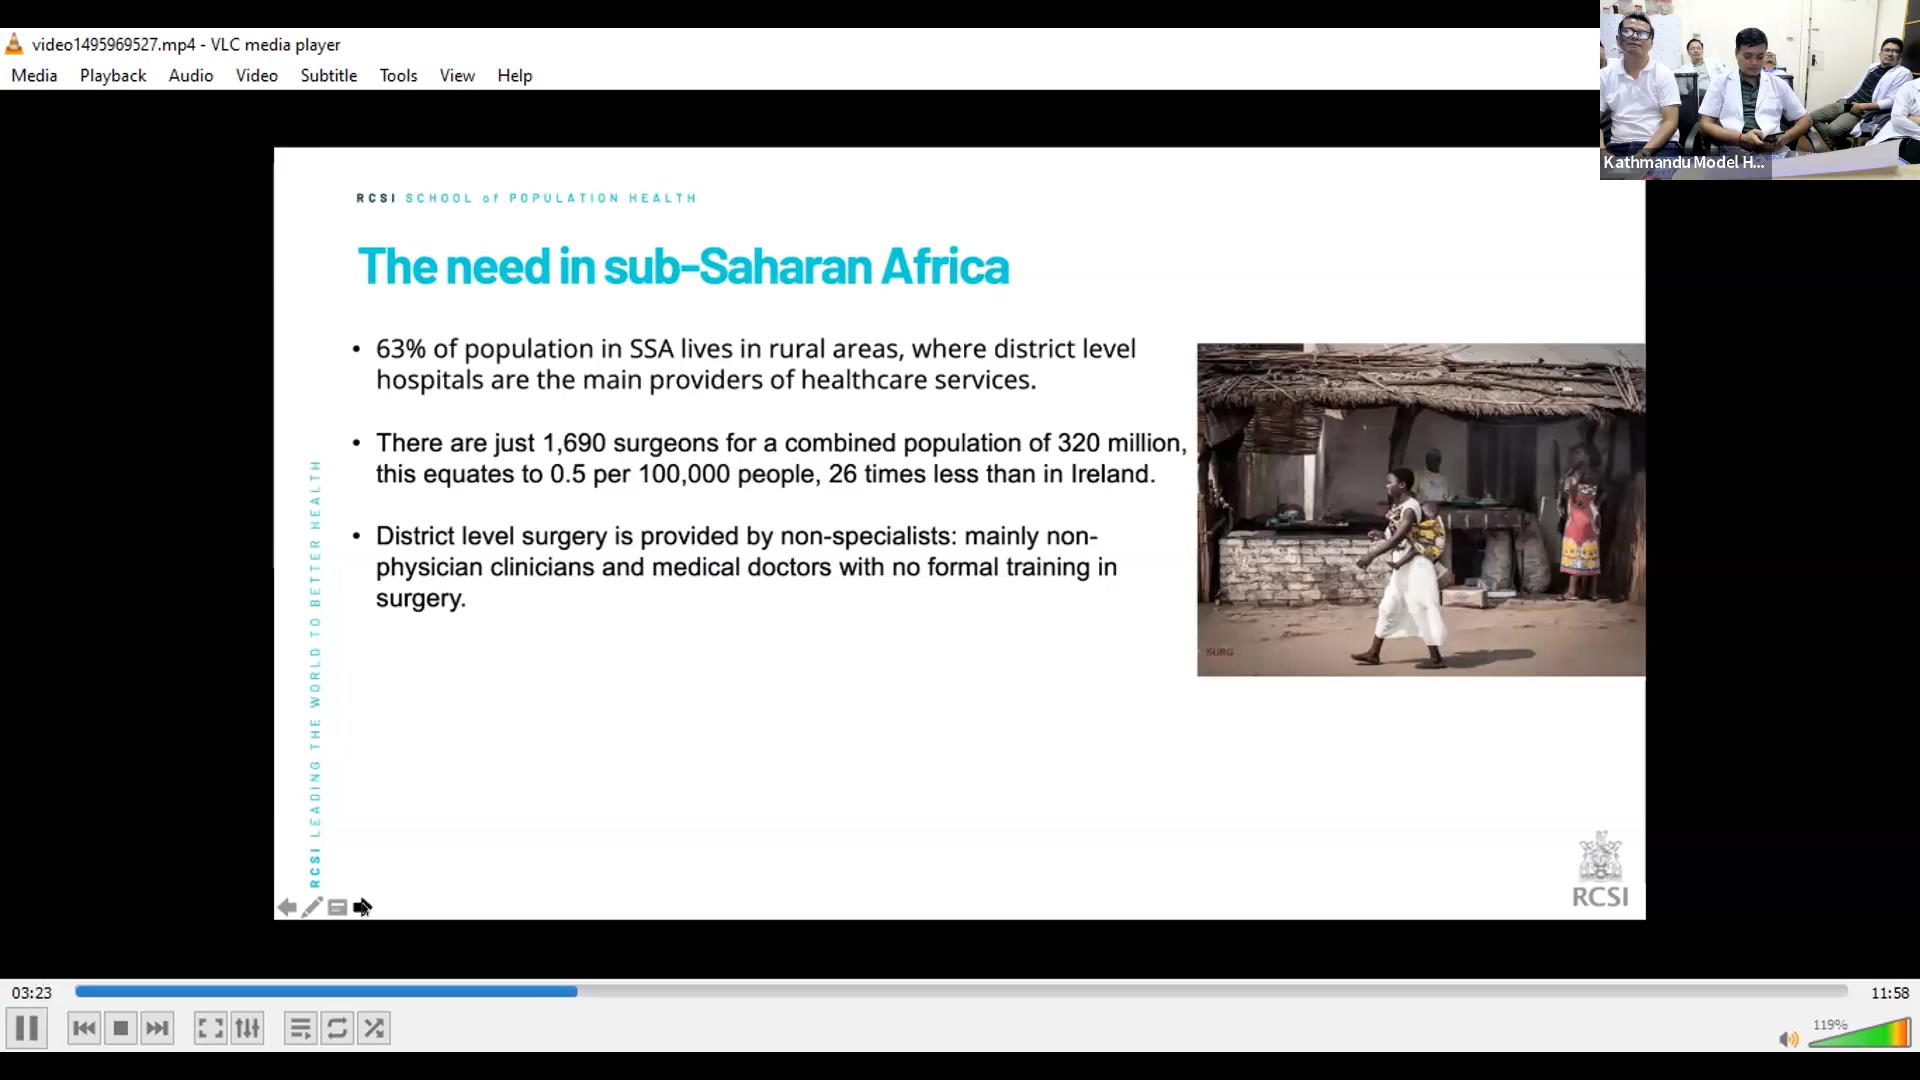 video1495969527.mp4 - VLC media player
Media Playback Audio Video Subtitle Tools View Help
Kathmandu Model H...
RCSI SCHOOL of POPULATION HEALTH
The need in sub-Saharan Africa
• 63% of population in SSA lives in rural areas, where district level
hospitals are the main providers of healthcare services.
• There are just 1,690 surgeons for a combined population of 320 million,
this equates to 0.5 per 100,000 people, 26 times less than in Ireland.
• District level surgery is provided by non-specialists: mainly non-
physician clinicians and medical doctors with no formal training in
surgery.
SURG
RCSI LEADING THE WORLD TO BETTER HEALTH
RCSI
03:23
11:58
119%